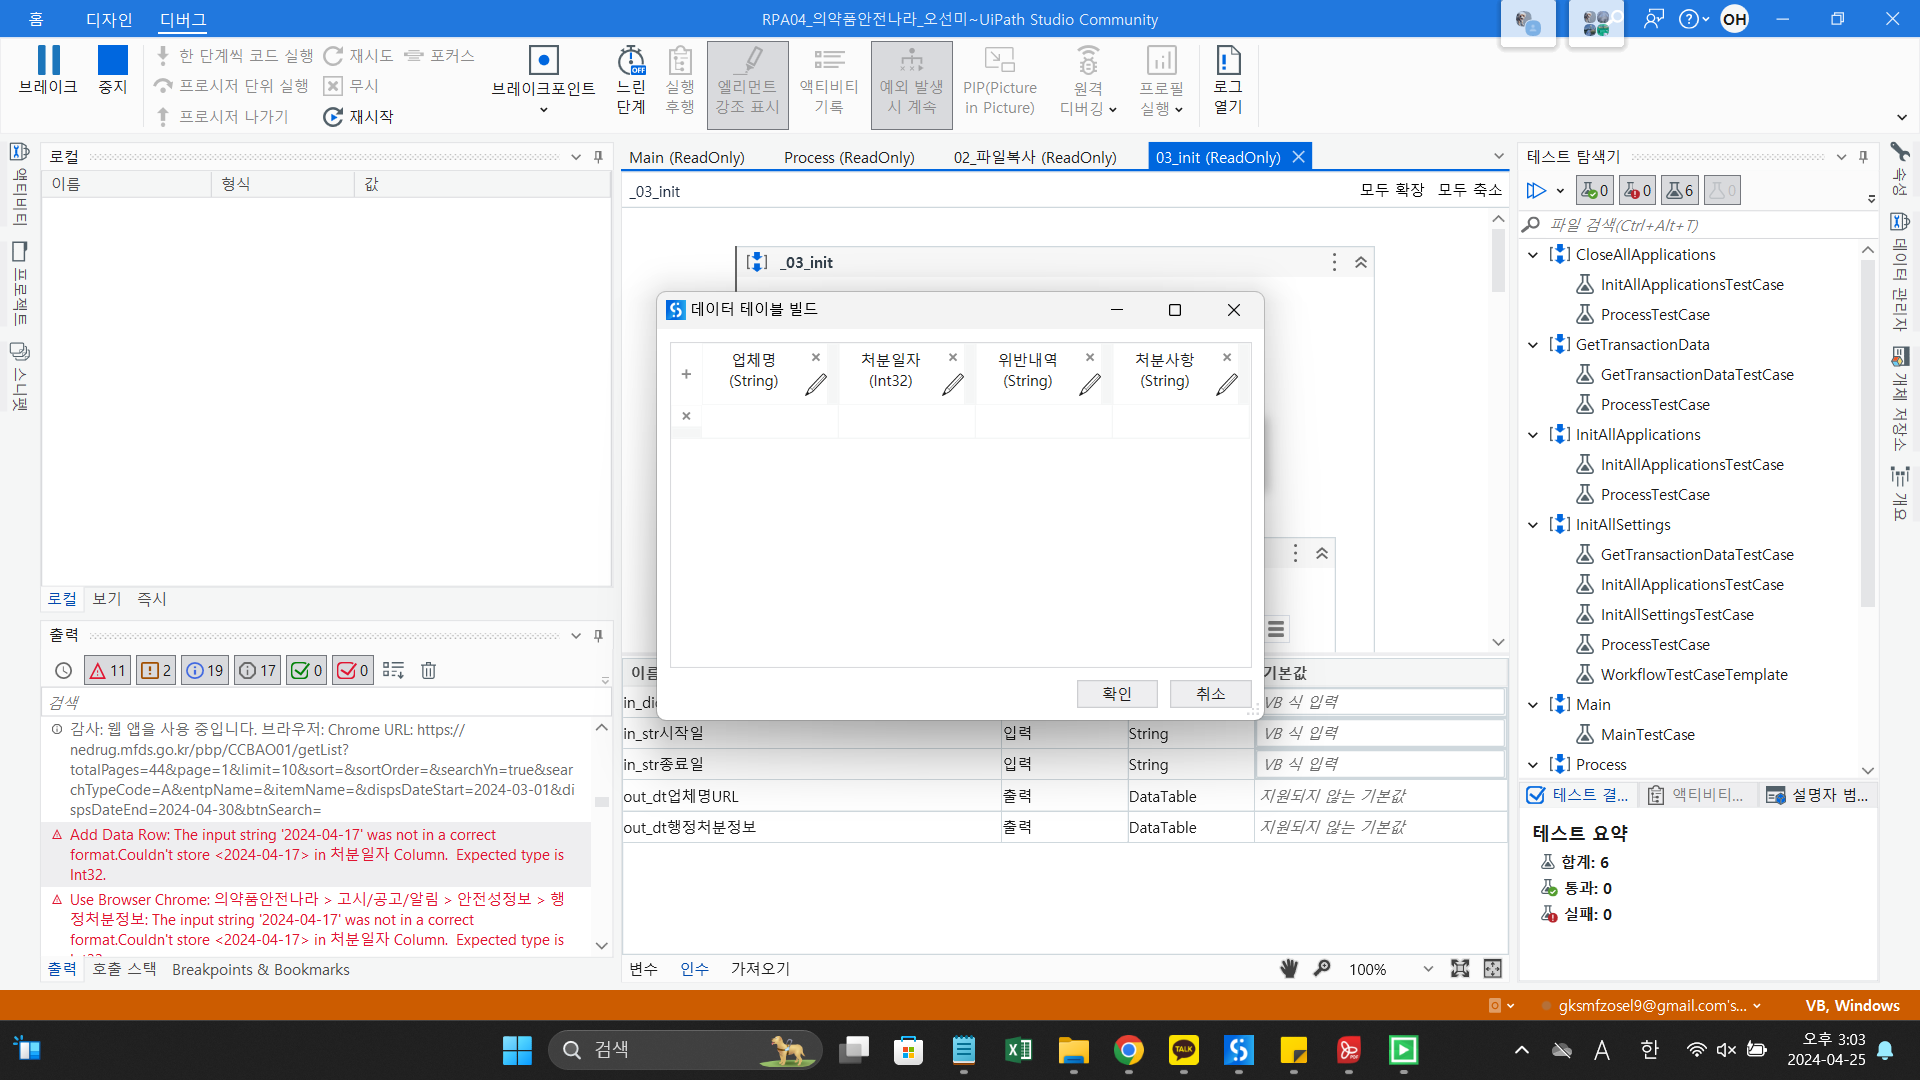 홈 디자인 디버그
RPA04_의약품안전나라_오선미~UiPath Studio Community
OH
브레이크
중지
한 단계씩 코드 실행
프로시저 단위 실행
프로시저 나가기
재시도
무시
재시작
포커스
브레이크포인트
느린
단계
OFF
실행
후행
엘리먼트
강조 표시
액티비티
기록
예외 발생
시 계속
PIP(Picture
in Picture)
원격
디버깅
프로필
실행
로그
열기
액티비티
프로젝트
스니펫
로컬
이름 형식 값
로컬 보기 즉시
출력
11 2 19 17 0 0
검색
감사: 웹 앱을 사용 중입니다. 브라우저: Chrome URL: https://
nedrug.mfds.go.kr/pbp/CCBAO01/getList?
totalPages=44&page=1&limit=10&sort=&sortOrder=&searchYn=true&sear
chTypeCode=A&entpName=&itemName=&dispsDateStart=2024-03-01&di
spsDateEnd=2024-04-30&btnSearch=
Add Data Row: The input string '2024-04-17' was not in a correct
format.Couldn't store <2024-04-17> in 처분일자 Column.  Expected type is
Int32.
Use Browser Chrome: 의약품안전나라 > 고시/공고/알림 > 안전성정보 > 행
정처분정보: The input string '2024-04-17' was not in a correct
format.Couldn't store <2024-04-17> in 처분일자 Column.  Expected type is
출력 호출 스택 Breakpoints & Bookmarks
Main (ReadOnly) Process (ReadOnly) 02_파일복사 (ReadOnly) 03_init (ReadOnly)
_03_init 모두 확장 모두 축소
_03_init
데이터 테이블 빌드
업체명
(String)
처분일자
(Int32)
위반내역
(String)
처분사항
(String)
확인 취소
이름 기본값
in_di VB 식 입력
in_str시작일 입력 String VB 식 입력
in_str종료일 입력 String VB 식 입력
out_dt업체명URL 출력 DataTable 지원되지 않는 기본값
out_dt행정처분정보 출력 DataTable 지원되지 않는 기본값
변수 인수 가져오기 100%
테스트 탐색기
0 0 6 0
파일 검색(Ctrl+Alt+T)
CloseAllApplications
InitAllApplicationsTestCase
ProcessTestCase
GetTransactionData
GetTransactionDataTestCase
ProcessTestCase
InitAllApplications
InitAllApplicationsTestCase
ProcessTestCase
InitAllSettings
GetTransactionDataTestCase
InitAllApplicationsTestCase
InitAllSettingsTestCase
ProcessTestCase
WorkflowTestCaseTemplate
Main
MainTestCase
Process
테스트 결... 액티비티... 설명자 범...
테스트 요약
합계: 6
통과: 0
실패: 0
속성
데이터 관리자
개체 저장소
개요
gksmfzosel9@gmail.com's... VB, Windows
검색
TALK
A 한
오후 3:03
2024-04-25